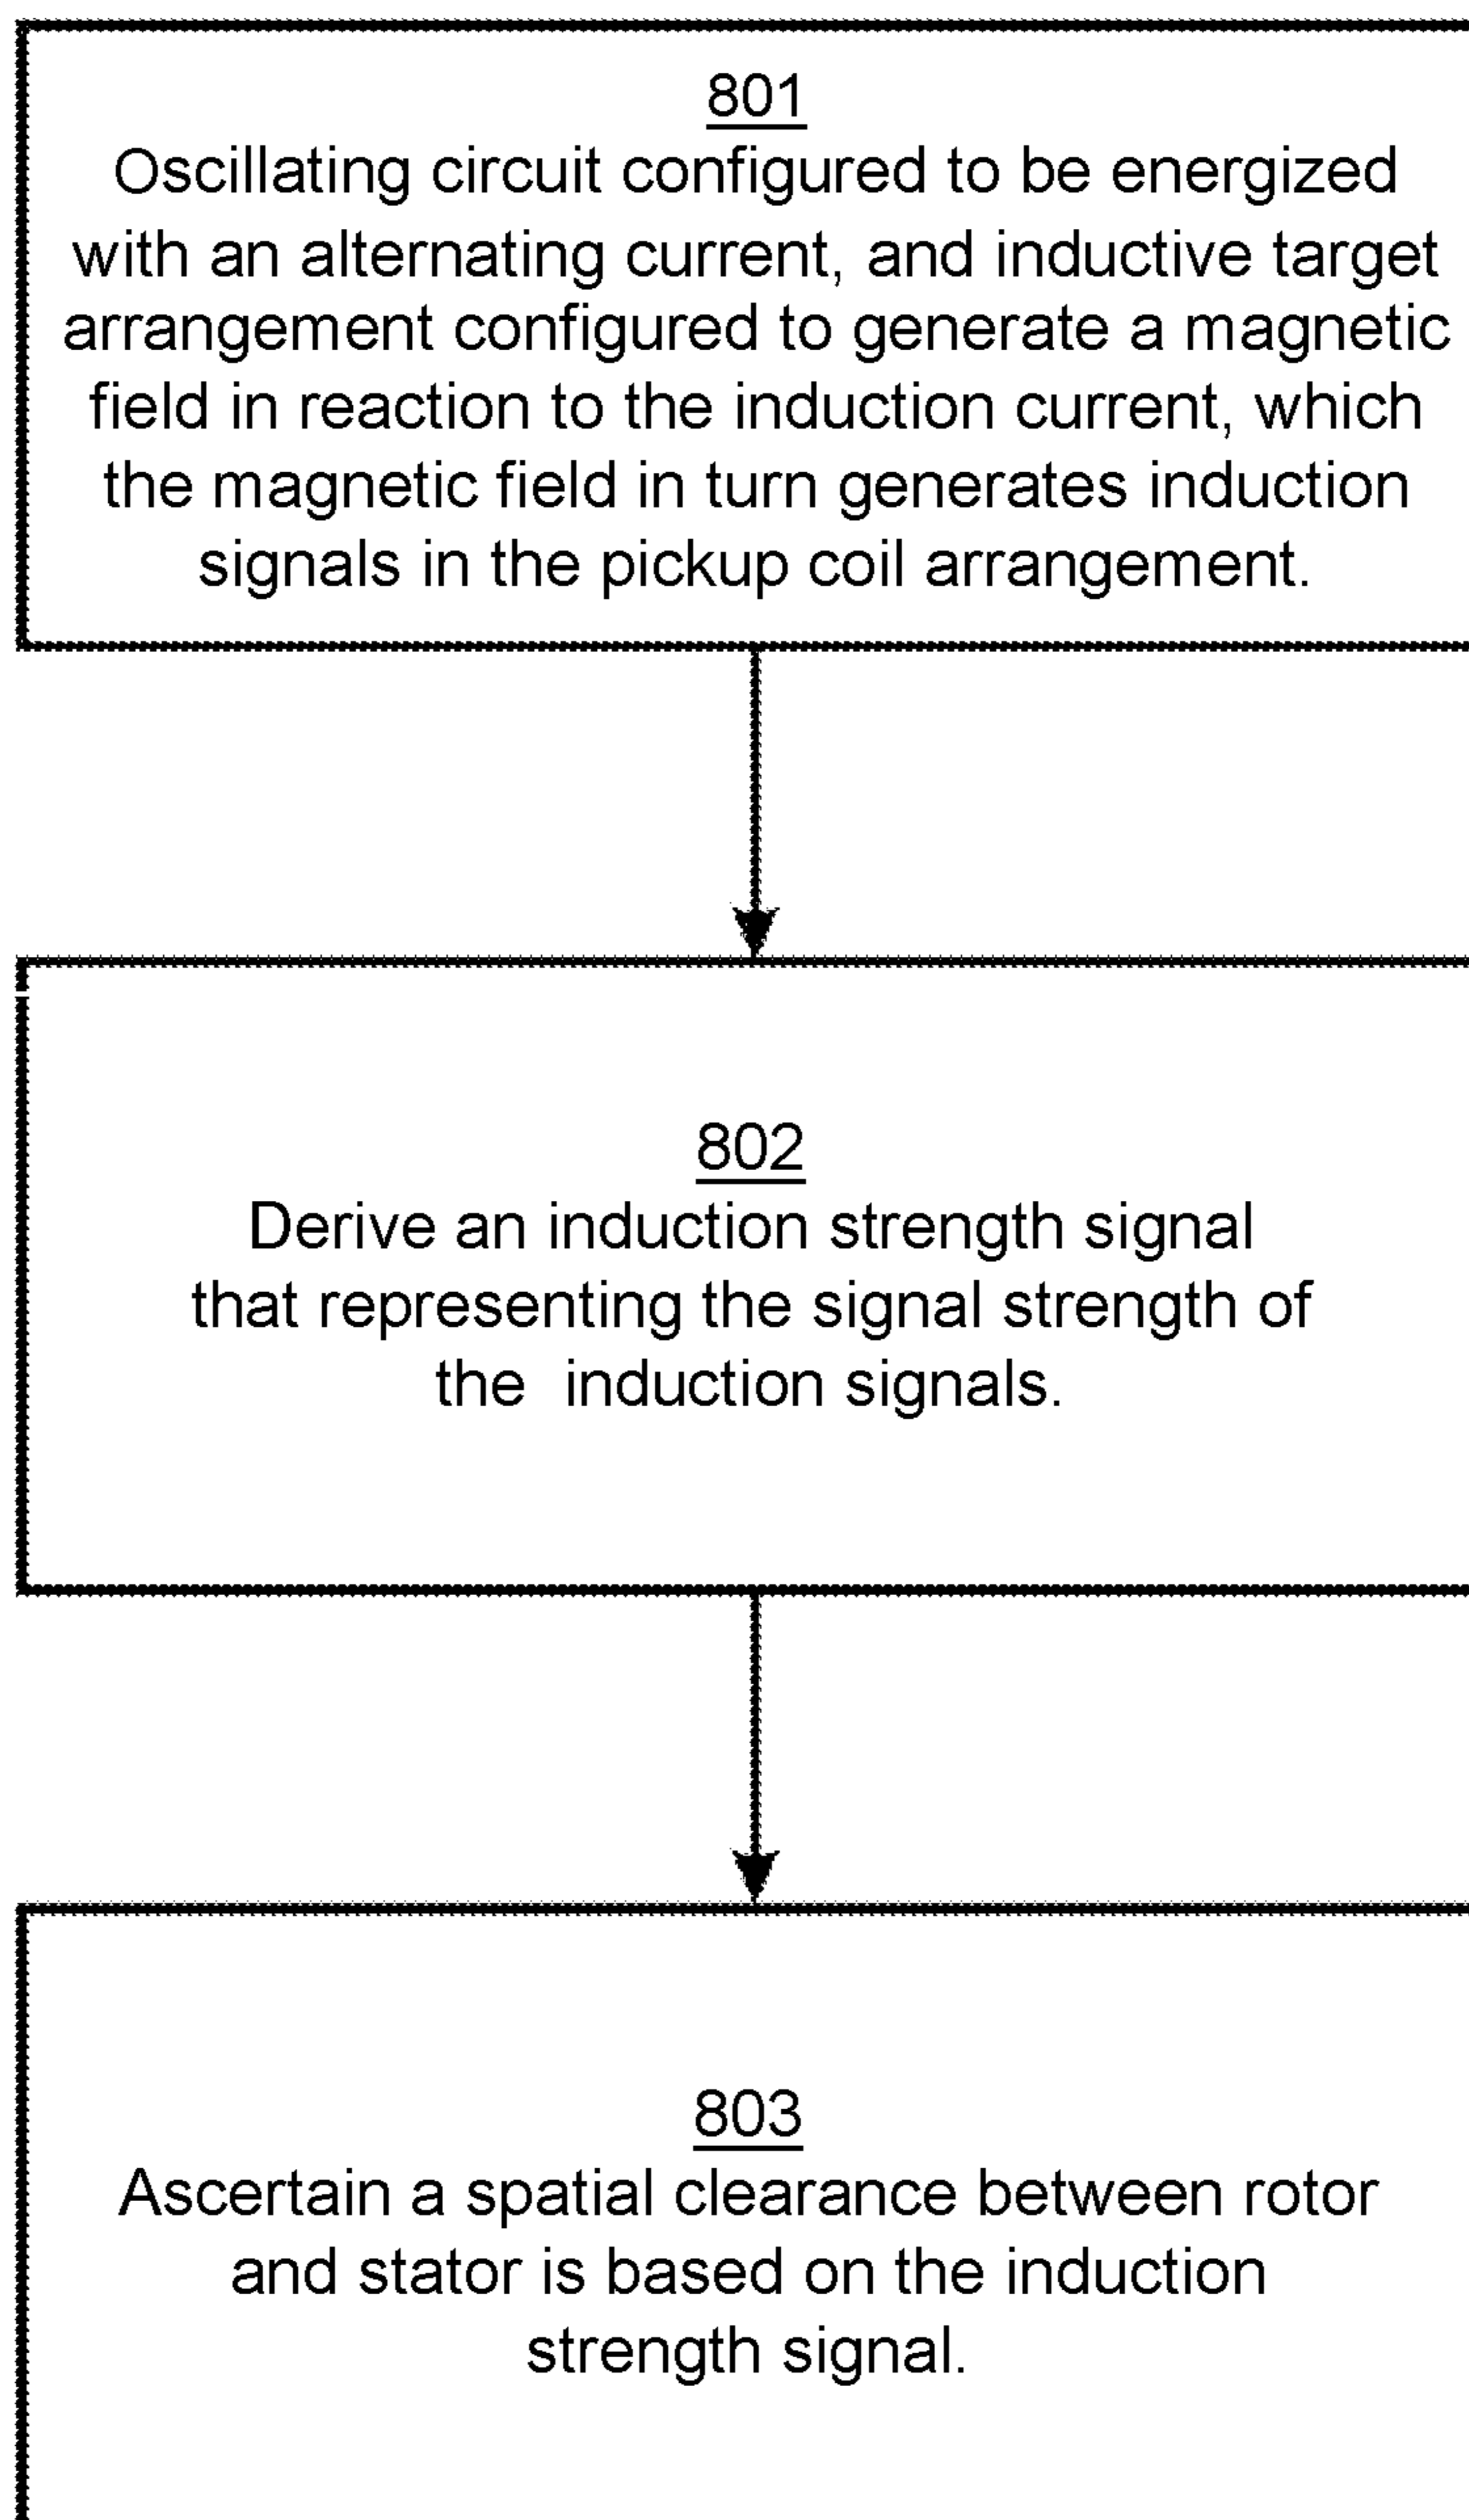 801
Oscillating circuit configured to be energized
with an alternating current, and inductive target
arrangement configured to generate a magnetic
field in reaction to the induction current, which
the magnetic field in turn generates induction
signals in the pickup coil arrangement.
802
Derive an induction strength signal
that representing the signal strength of
the  induction signals.
803
Ascertain a spatial clearance between rotor
and stator is based on the induction
strength signal.